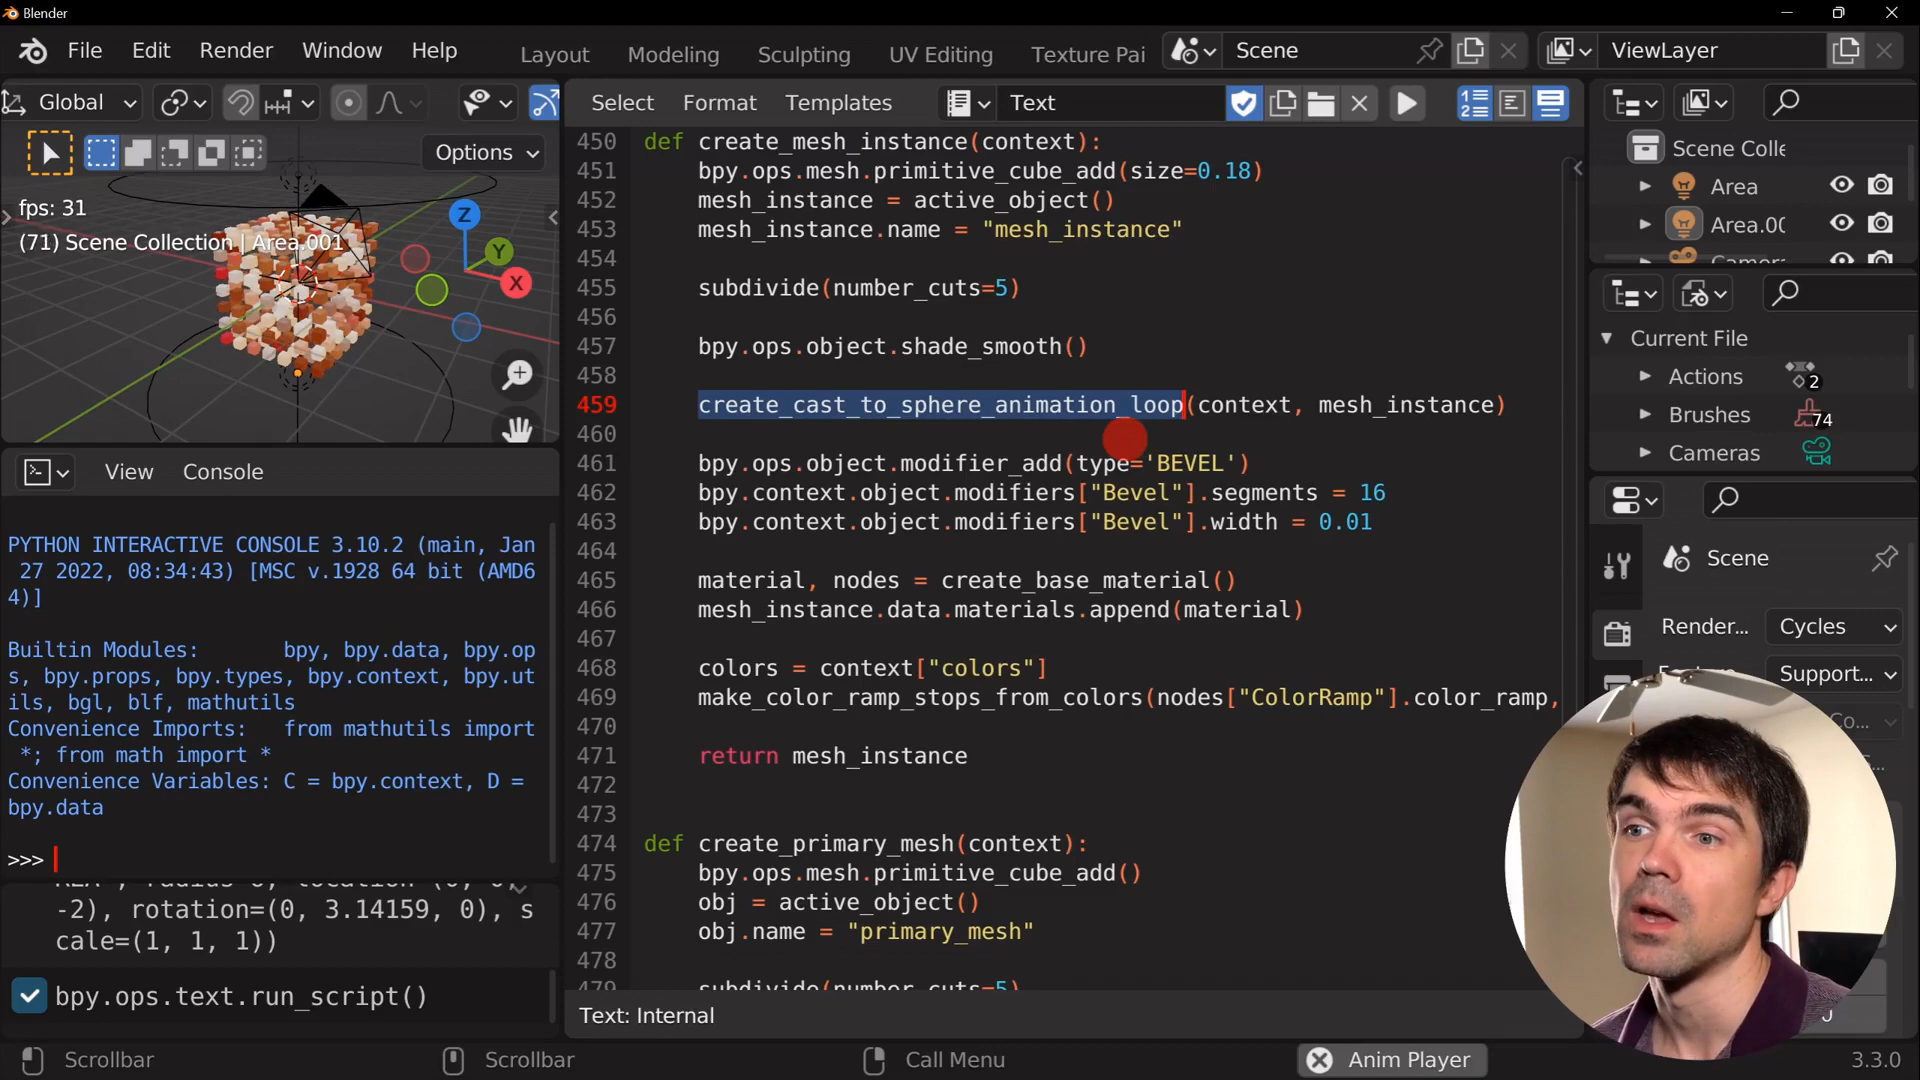 Blender
File Edit Render Window Help Layout Modeling Sculpting UV Editing Texture Pai Scene ViewLayer
Global
Options
fps: 31
(71) Scene Collection | Area.001
Z
Y
X
View Console
PYTHON INTERACTIVE CONSOLE 3.10.2 (main, Jan
27 2022, 08:34:43) [MSC v.1928 64 bit (AMD6
4)]
Builtin Modules: bpy, bpy.data, bpy.op
s, bpy.props, bpy.types, bpy.context, bpy.ut
ils, bgl, blf, mathutils
Convenience Imports: from mathutils import
*; from math import *
Convenience Variables: C = bpy.context, D =
bpy.data
>>>
-2), rotation=(0, 3.14159, 0), s
cale=(1, 1, 1))
bpy.ops.text.run_script()
Select Format Templates Text
450 def create_mesh_instance(context):
451 bpy.ops.mesh.primitive_cube_add(size=0.18)
452 mesh_instance = active_object()
453 mesh_instance.name = "mesh_instance"
454
455 subdivide(number_cuts=5)
456
457 bpy.ops.object.shade_smooth()
458
459 create_cast_to_sphere_animation_loop(context, mesh_instance)
460
461 bpy.ops.object.modifier_add(type='BEVEL')
462 bpy.context.object.modifiers["Bevel"].segments = 16
463 bpy.context.object.modifiers["Bevel"].width = 0.01
464
465 material, nodes = create_base_material()
466 mesh_instance.data.materials.append(material)
467
468 colors = context["colors"]
469 make_color_ramp_stops_from_colors(nodes["ColorRamp"].color_ramp,
470
471 return mesh_instance
472
473
474 def create_primary_mesh(context):
475 bpy.ops.mesh.primitive_cube_add()
476 obj = active_object()
477 obj.name = "primary_mesh"
478
479 subdivide(number_cuts=5)
Text: Internal
Scene Colle
Area
Area.00
Camera
Current File
Actions 2
Brushes 74
Cameras
Scene
Render... Cycles
Support...
Scrollbar Scrollbar Call Menu Anim Player 3.3.0